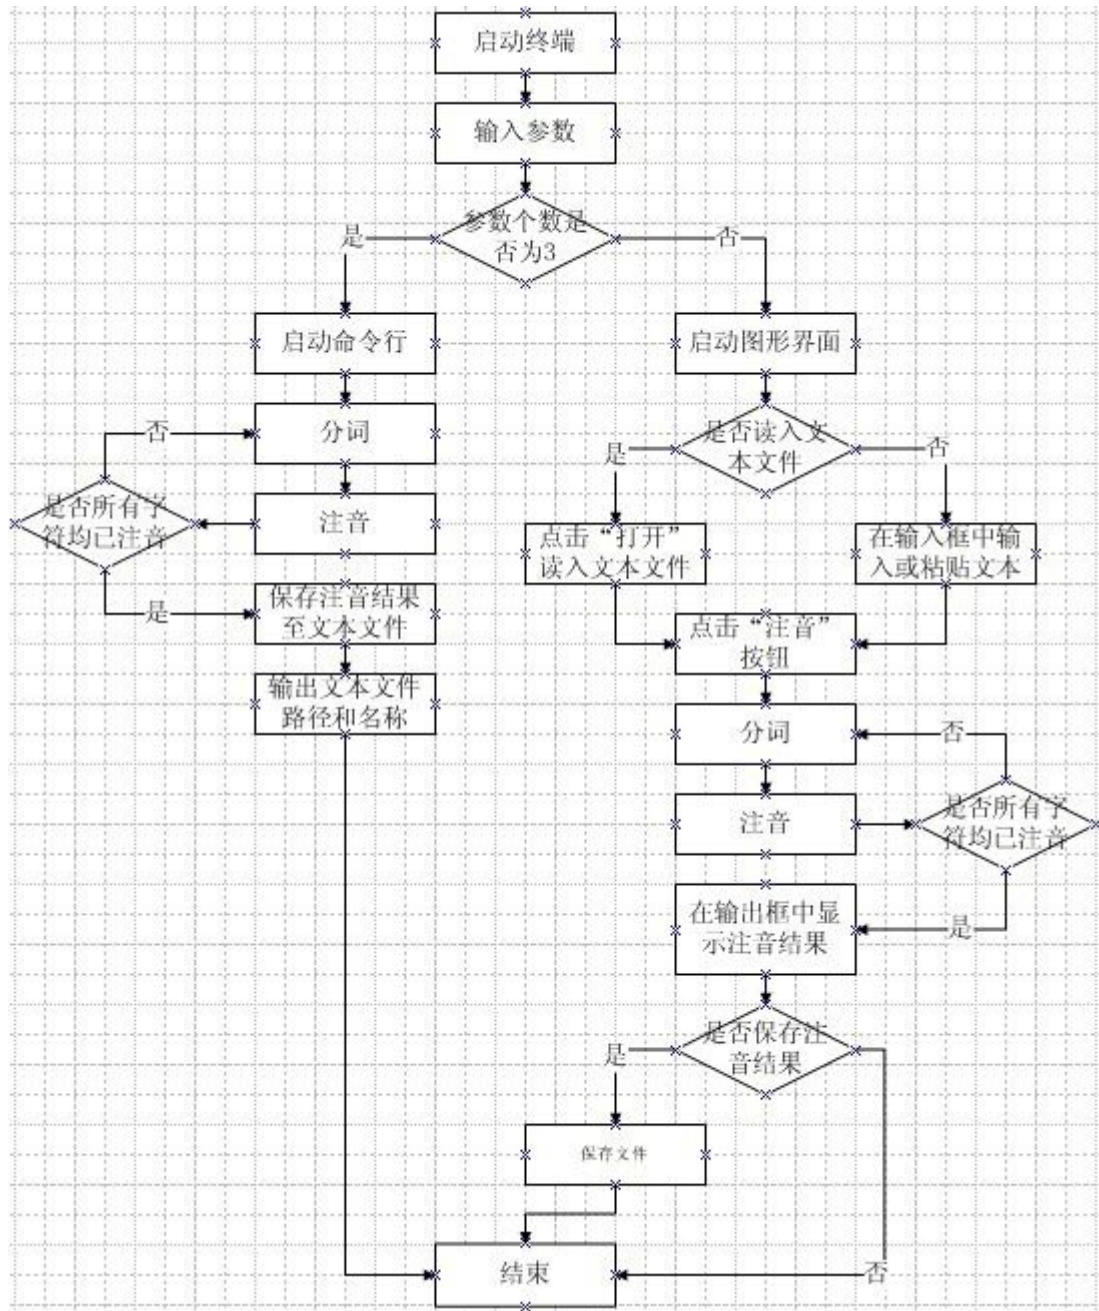 启动终端
输入参数
参数个数是
否为3
是
否
启动命令行
启动图形界面
分词
否
是否读入文
本文件
是
否
注音
是否所有字
符均已注音
点击“打开”
读入文本文件
在输入框中输
入或粘贴文本
是
保存注音结果
至文本文件
点击“注音”
按钮
输出文本文件
路径和名称
分词
否
注音
是否所有字
符均已注音
在输出框中显
示注音结果
是
是否保存注
音结果
是
保存文件
结束
否